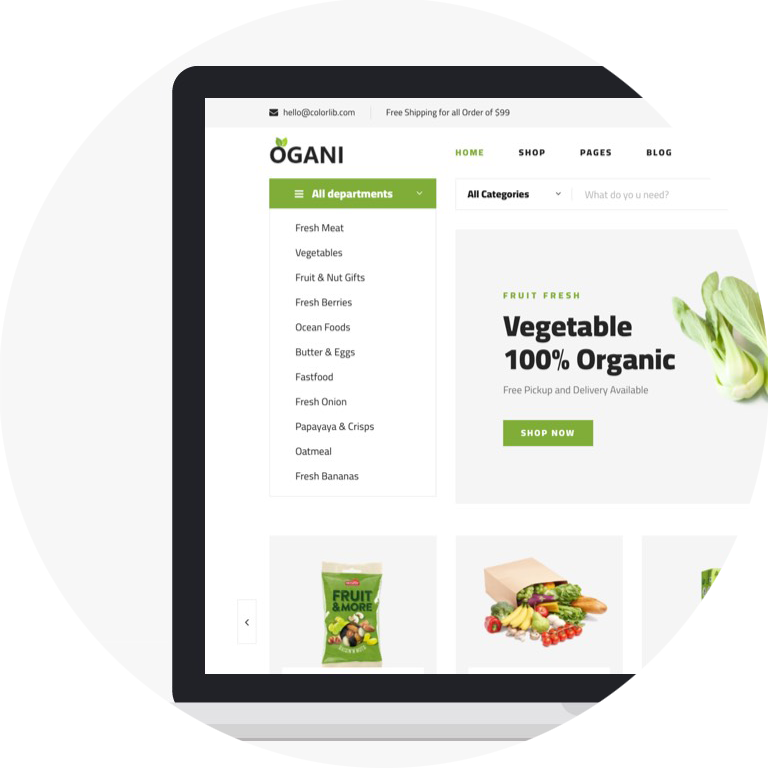 hello@colorlib.com
Free Shipping for all Order of $99
OGANI
HOME SHOP PAGES BLOG
All departments
All Categories
What do yo u need?
Fresh Meat
Vegetables
Fruit & Nut Gifts
Fresh Berries
Ocean Foods
Butter & Eggs
Fastfood
Fresh Onion
Papayaya & Crisps
Oatmeal
Fresh Bananas
FRUIT FRESH
Vegetable
100% Organic
Free Pickup and Delivery Available
SHOP NOW
FRUIT
& MORE